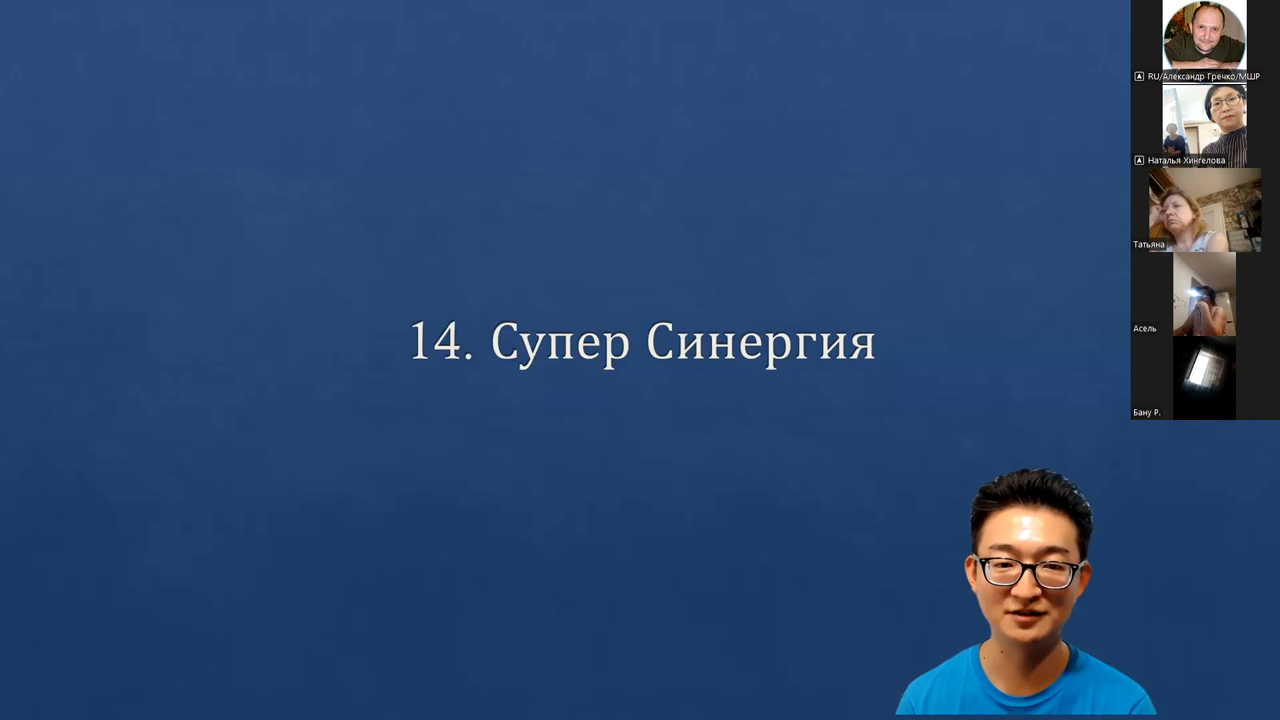 14. Супер Синергия
RU/Александр Гречко/МШР
Наталья Хингелова
Татьяна
Асель
Бану Р.